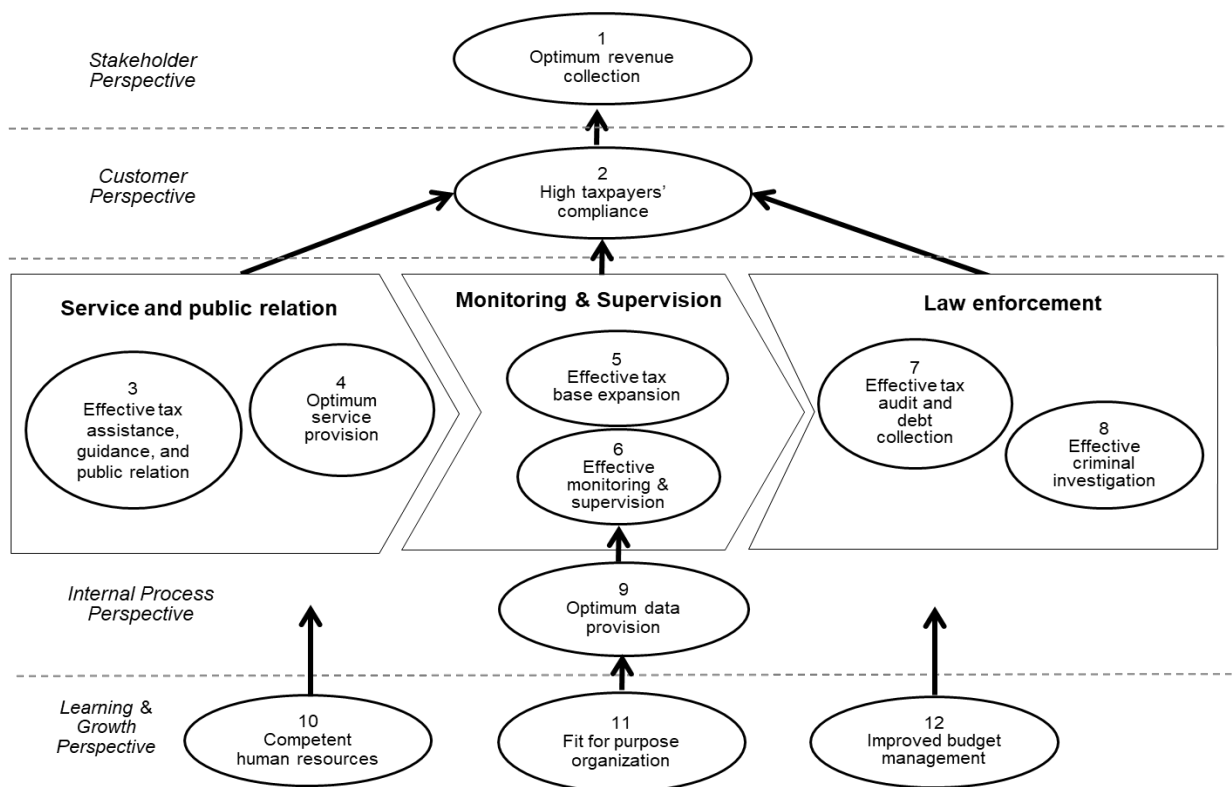 Stakeholder
Perspective
1
Optimum revenue
collection
Customer
Perspective
2
High taxpayers’
compliance
Service and public relation
3
Effective tax
assistance,
guidance, and
public relation
4
Optimum
service
provision
Monitoring & Supervision
5
Effective tax
base expansion
6
Effective
monitoring &
supervision
Law enforcement
7
Effective tax
audit and
debt
collection
8
Effective
criminal
investigation
Internal Process
Perspective
9
Optimum data
provision
Learning &
Growth
Perspective
10
Competent
human resources
11
Fit for purpose
organization
12
Improved budget
management